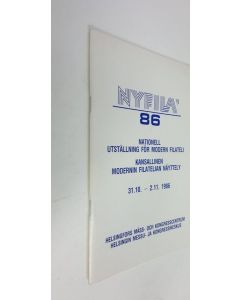 NYFILA'
86
NATIONELL
UTSTÄLLNING FÖR MODERN FILATELI
KANSALLINEN
MODERNIN FILATELIAN NÄYTTELY
31.10. – 2.11. 1986
HELSINGFORS MÄSS- OCH KONGRESSCENTRUM
HELSINGIN MESSU- JA KONGRESSIKESKUS